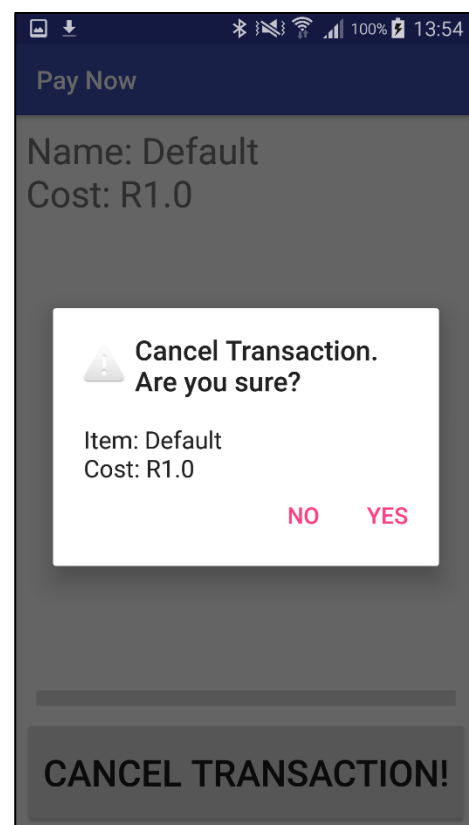 100% 13:54
Pay Now
Name: Default
Cost: R1.0
Cancel Transaction.
Are you sure?
Item: Default
Cost: R1.0
NO YES
CANCEL TRANSACTION!